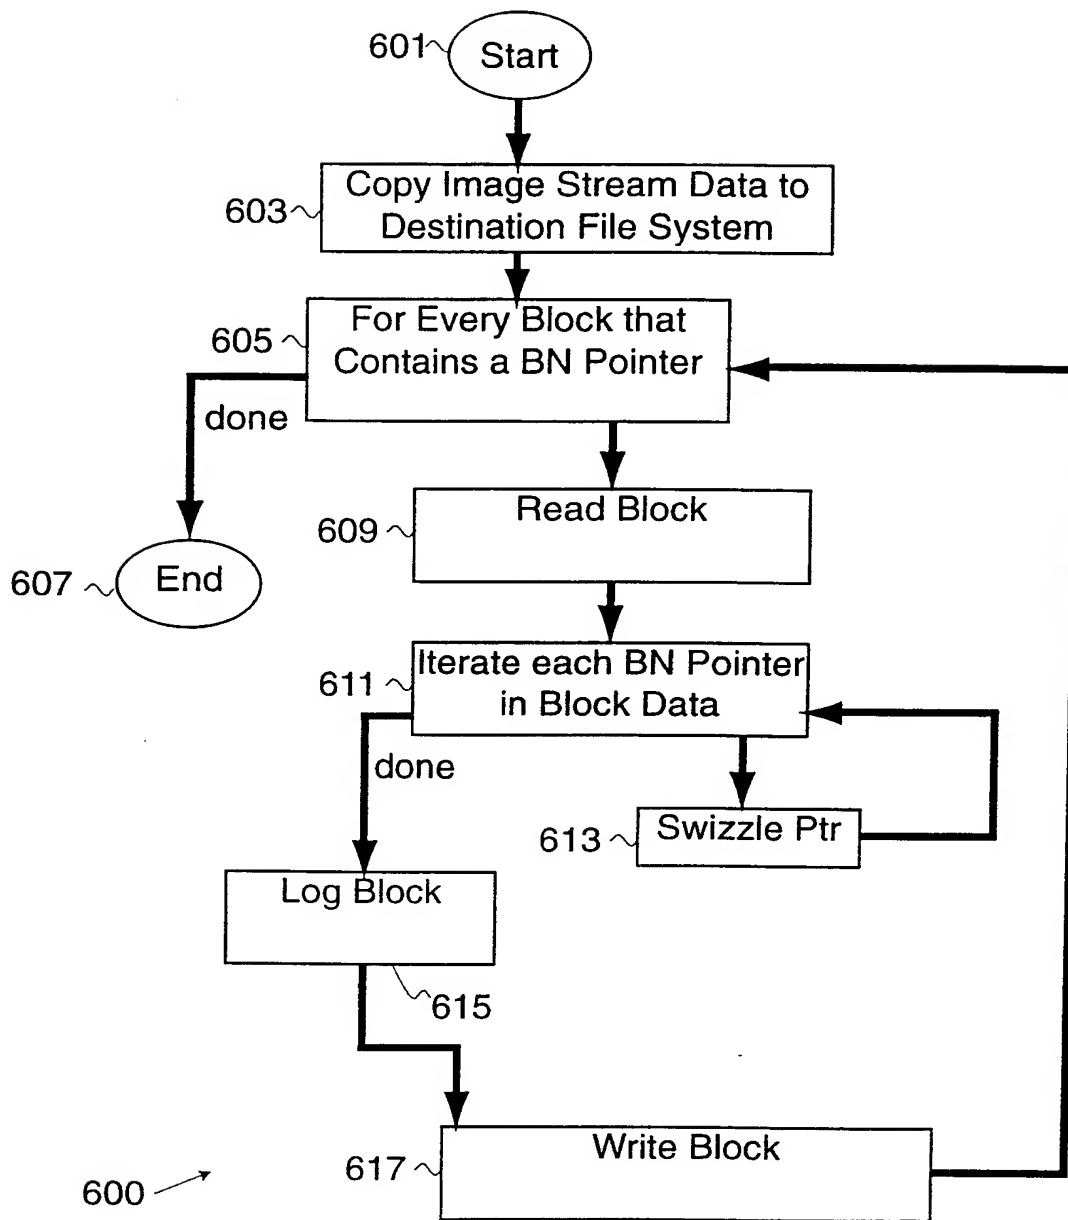 601
Start
Copy Image Stream Data to
603
Destination File System
For Every Block that
605
Contains a BN Pointer
done
Read Block
609
607
End
Iterate each BN Pointer
611
in Block Data
done
Swizzle Ptr
613
Log Block
615
Write Block
617
600